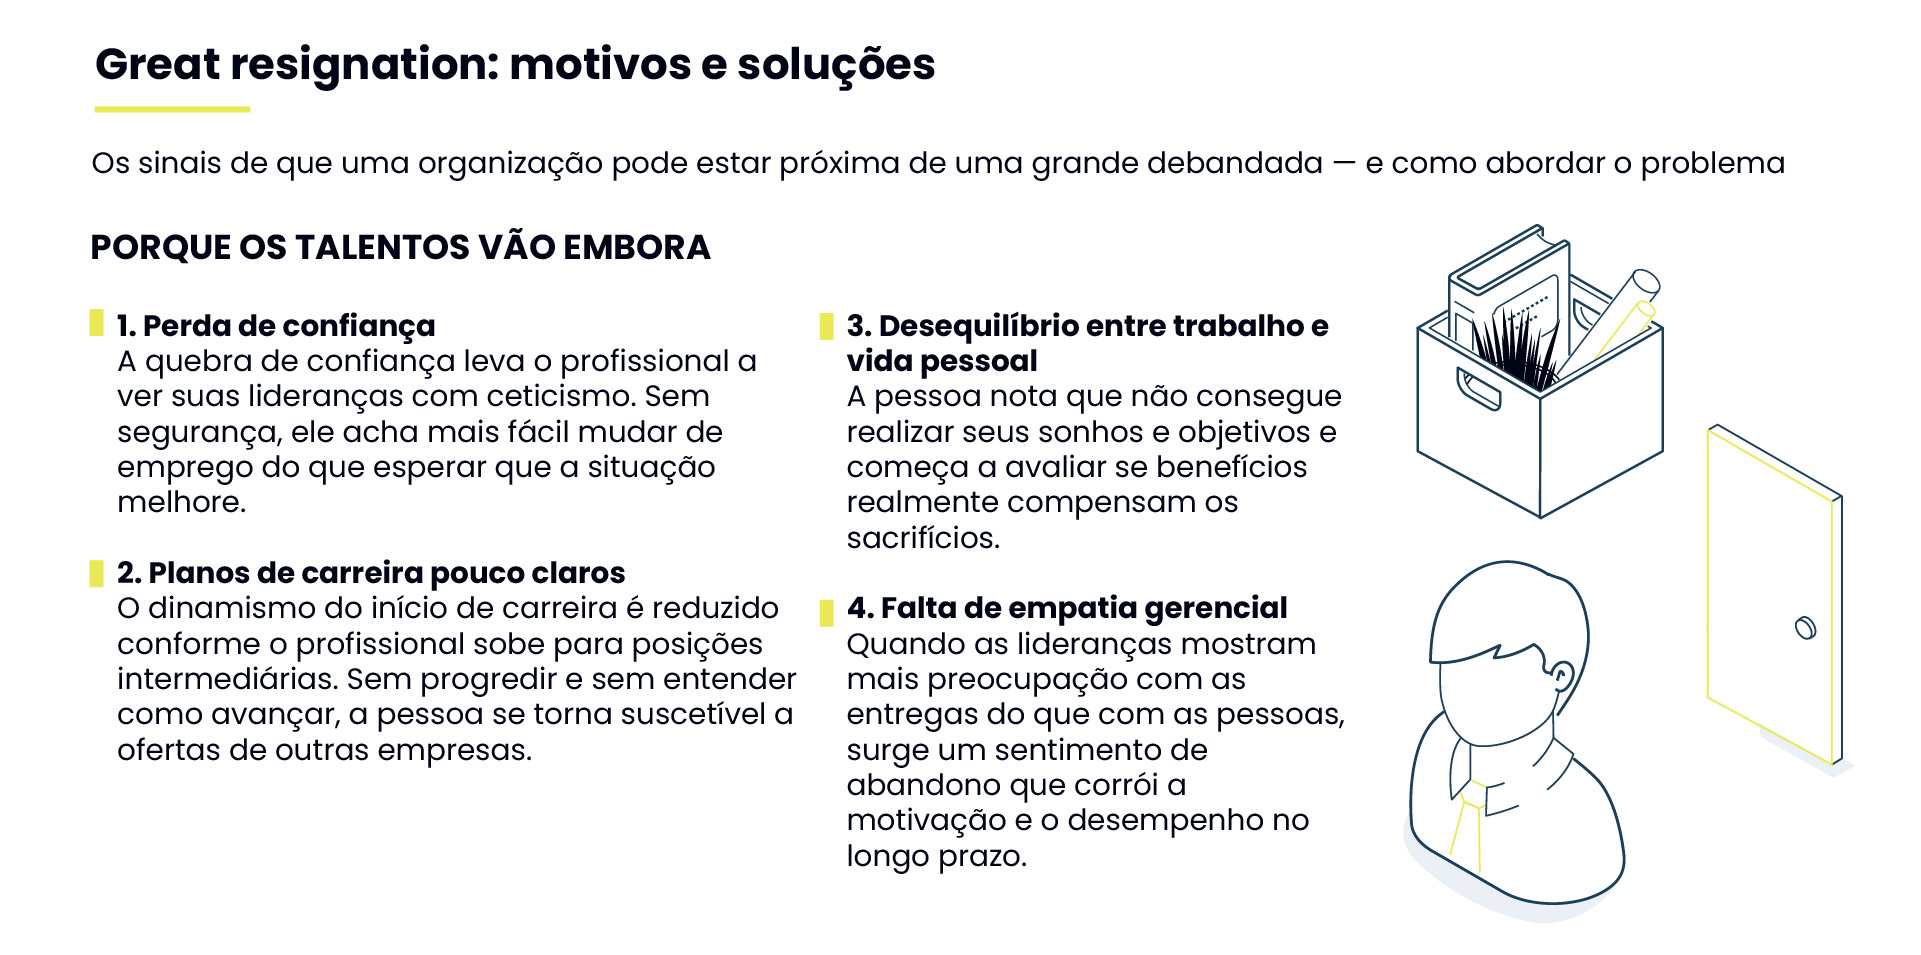 Great resignation: motivos e soluções
Os sinais de que uma organização pode estar próxima de uma grande debandada — e como abordar o problema
PORQUE OS TALENTOS VÃO EMBORA
1. Perda de confiança
A quebra de confiança leva o profissional a
ver suas lideranças com ceticismo. Sem
segurança, ele acha mais fácil mudar de
emprego do que esperar que a situação
melhore.
2. Planos de carreira pouco claros
O dinamismo do início de carreira é reduzido
conforme o profissional sobe para posições
intermediárias. Sem progredir e sem entender
como avançar, a pessoa se torna suscetível a
ofertas de outras empresas.
3. Desequilíbrio entre trabalho e
vida pessoal
A pessoa nota que não consegue
realizar seus sonhos e objetivos e
começa a avaliar se benefícios
realmente compensam os
sacrifícios.
4. Falta de empatia gerencial
Quando as lideranças mostram
mais preocupação com as
entregas do que com as pessoas,
surge um sentimento de
abandono que corrói a
motivação e o desempenho no
longo prazo.